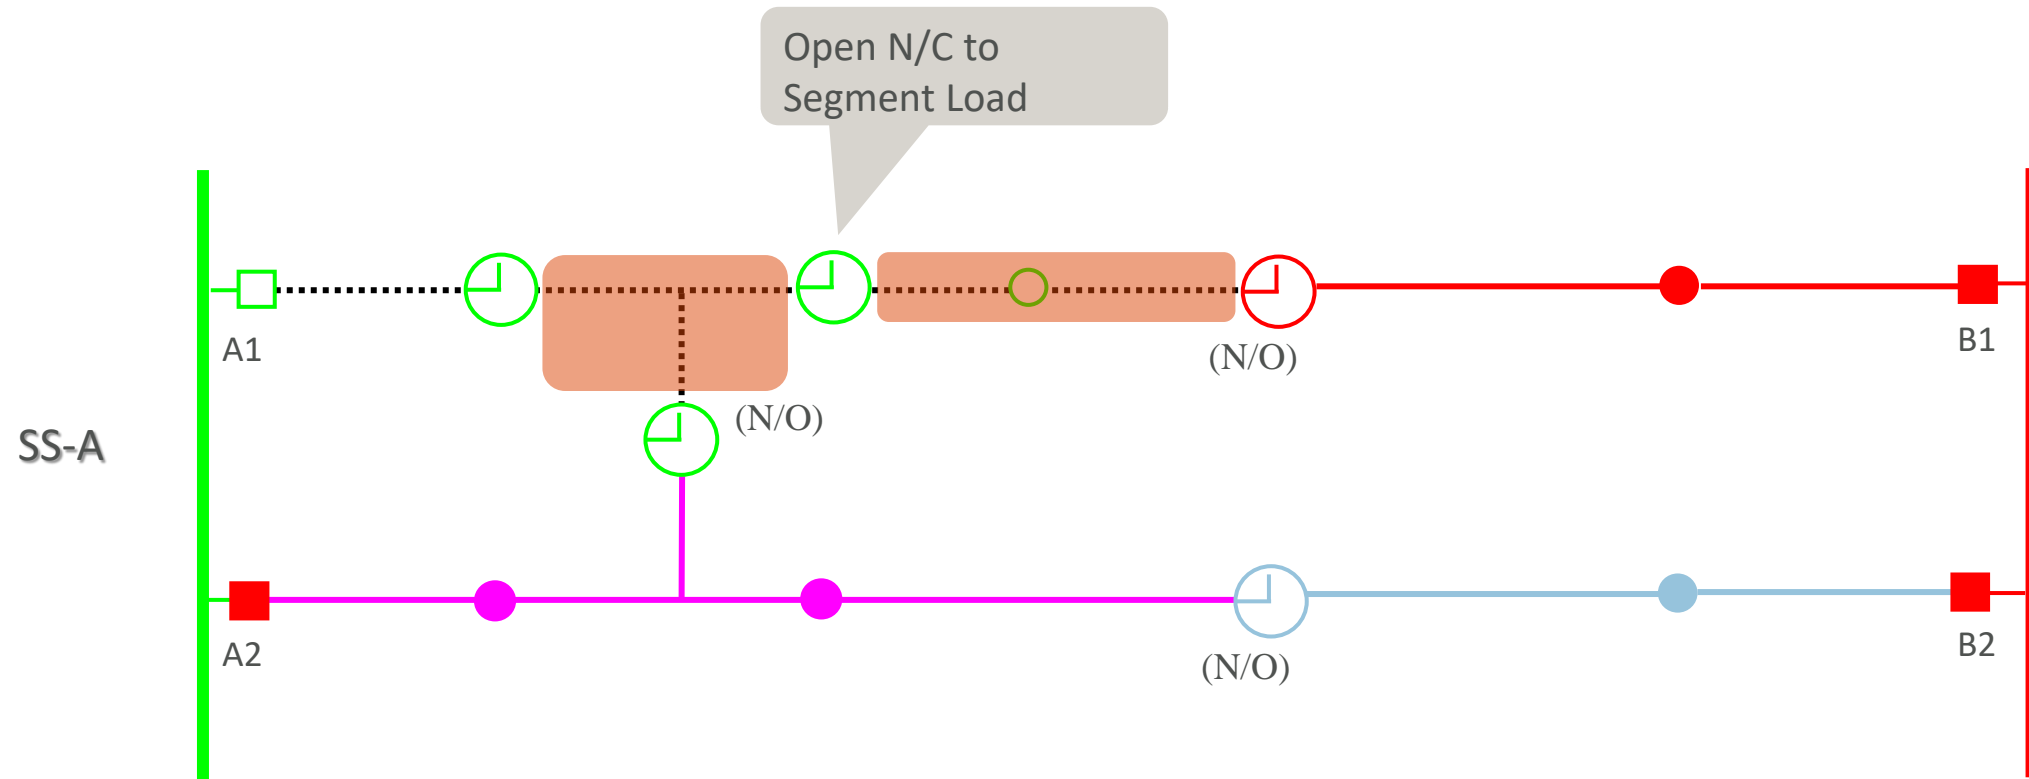 Open N/C to
Segment Load
A1
(N/O)
B1
(N/O)
SS-A
A2
(N/O)
B2